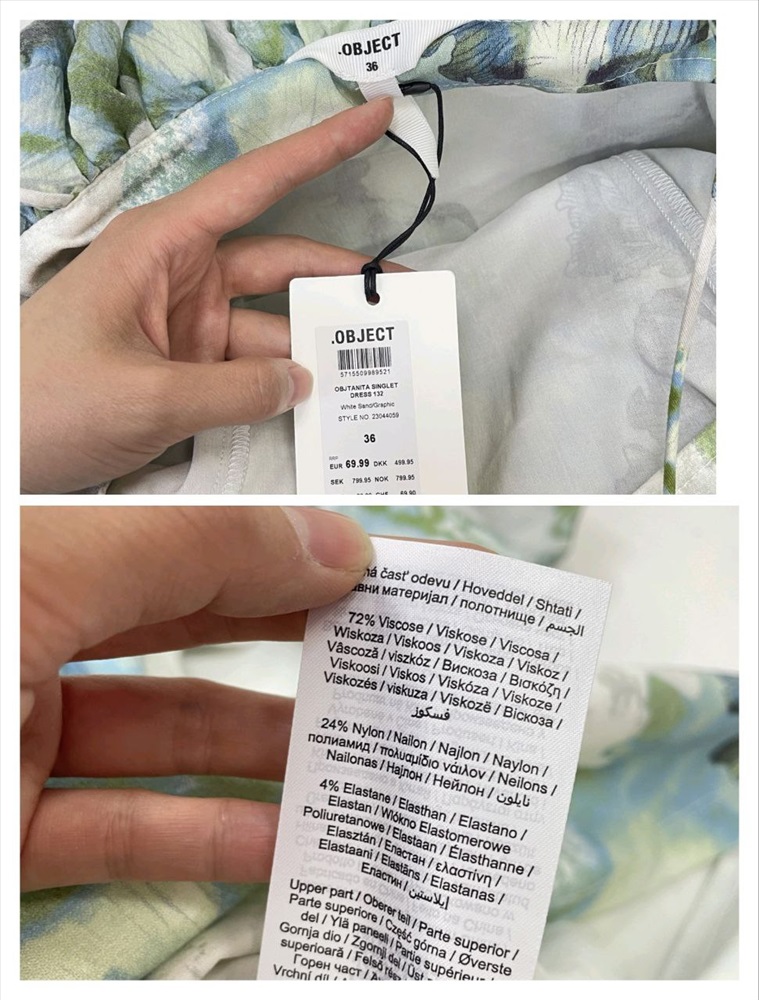 .OBJECT
36
.OBJECT
5715509989521
OBJTANITA SINGLET
DRESS 132
White Sand/Graphic
STYLE NO. 23044059
36
RRP
EUR 69.99 DKK 499.95
SEK 799.95 NOK 799.95
CHF 69.90
časť odevu / Hoveddel / Shtati /
материјал / полотнище / الجسم
72% Viscose / Viskose / Viscosa /
Wiskoza / Viskoos / Viskoza / Viskoz /
Vâscoză / viszkóz / Вискоза / Βισκόζη /
Viskoosi / Viskos / Viskóza / Viskoze /
Viskozės / viskuza / Viskozë / Віскоза /
فسكوز
24% Nylon / Nailon / Najlon / Naylon /
полиамид / πολυαμίδιο νάιλον / Neilons /
Nailonas / Најлон / Нейлон / نايلون
4% Elastane / Elasthan / Elastano /
Elastan / Włókno Elastomerowe
Poliuretanowe / Elastaan / Élasthanne /
Elasztán / Еластан / ελαστίνη /
Elastaani / Elastāns / Elastanas /
Еластин / إيلاستين
Upper part / Oberer teil / Parte superior /
Parte superiore / Część górna / Øverste
del / Ylä paneeli / Partie supérieure /
Gornja dio / Zgornji del / Üst
superioară / Felső
Горен част /
Vrchní díl /